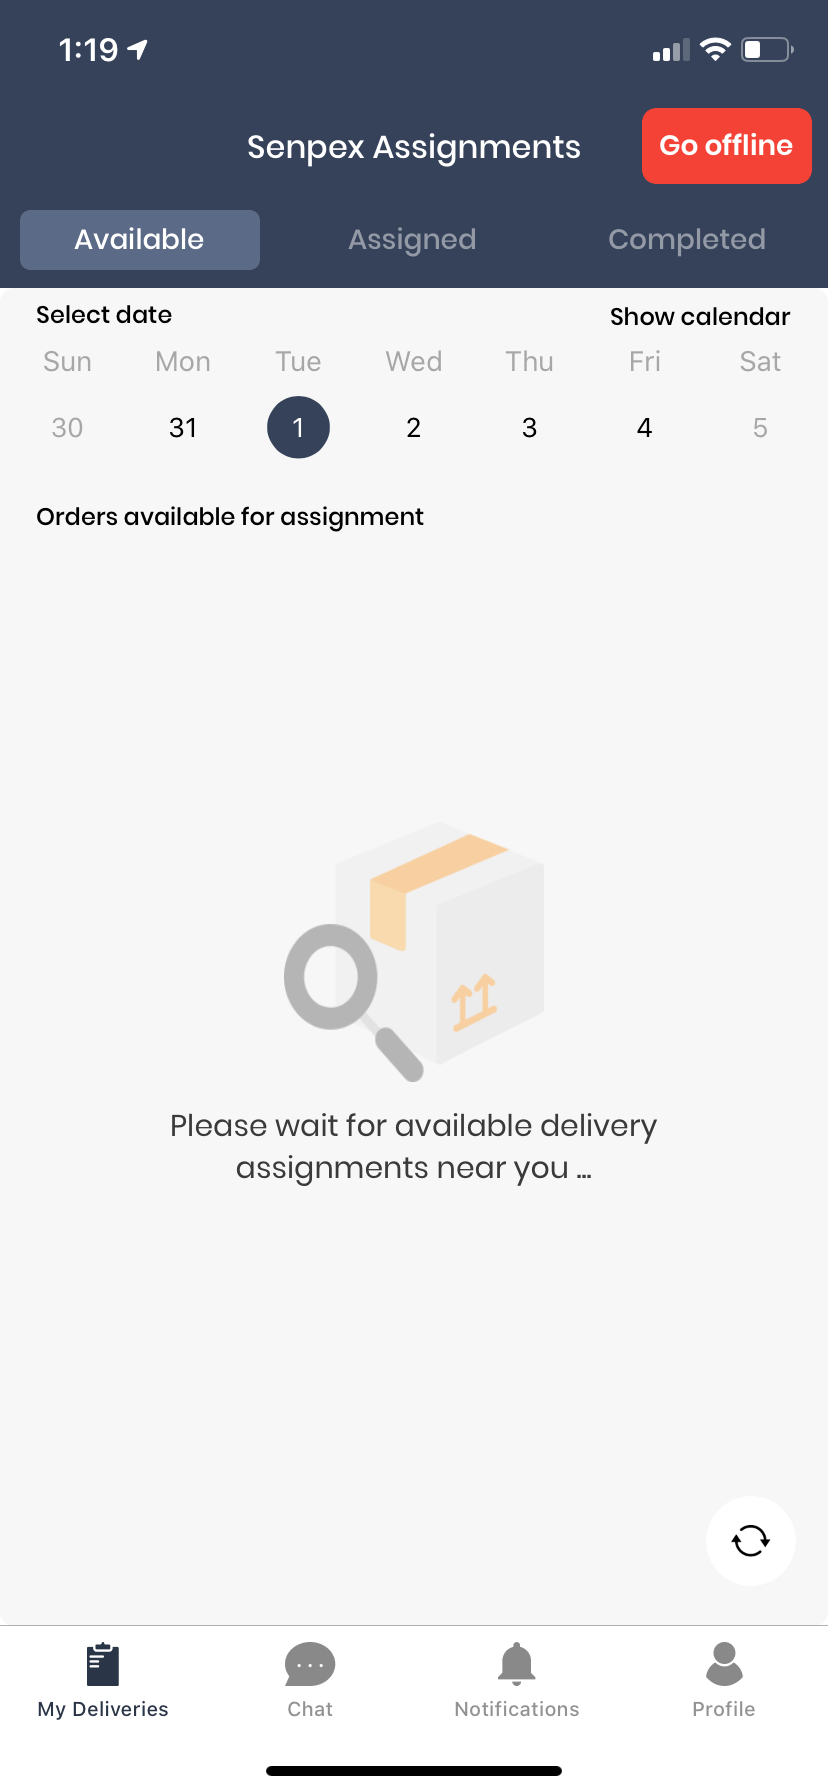 1:19
Senpex Assignments
Go offline
Available Assigned Completed
Select date Show calendar
Sun Mon Tue Wed Thu Fri Sat
30 31 1 2 3 4 5
Orders available for assignment
Please wait for available delivery
assignments near you ...
My Deliveries Chat Notifications Profile